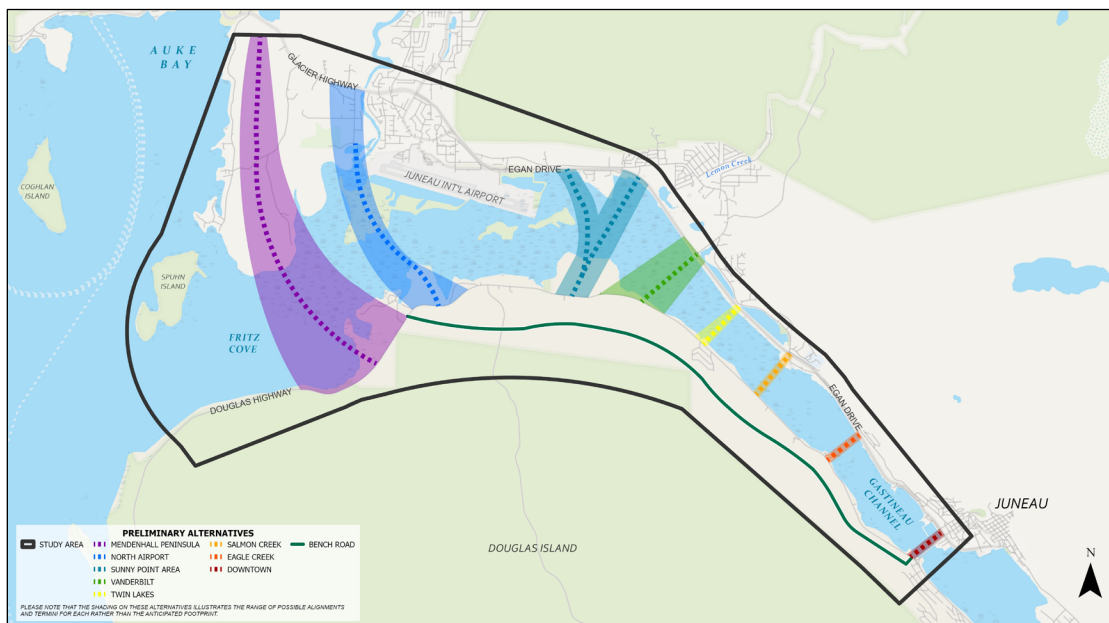 AUKE
BAY
GLACIER HIGHWAY
COGHLAN
ISLAND
EGAN DRIVE
JUNEAU INT'L AIRPORT
Lemon Creek
SPUHN
ISLAND
FRITZ
COVE
DOUGLAS HIGHWAY
EGAN DRIVE
GASTINEAU
CHANNEL
JUNEAU
DOUGLAS ISLAND
N
PRELIMINARY ALTERNATIVES
STUDY AREA
MENDENHALL PENINSULA
NORTH AIRPORT
SUNNY POINT AREA
VANDERBILT
TWIN LAKES
SALMON CREEK
EAGLE CREEK
DOWNTOWN
BENCH ROAD
PLEASE NOTE THAT THE SHADING ON THESE ALTERNATIVES ILLUSTRATES THE RANGE OF POSSIBLE ALIGNMENTS
AND TERMINI FOR EACH RATHER THAN THE ANTICIPATED FOOTPRINT.